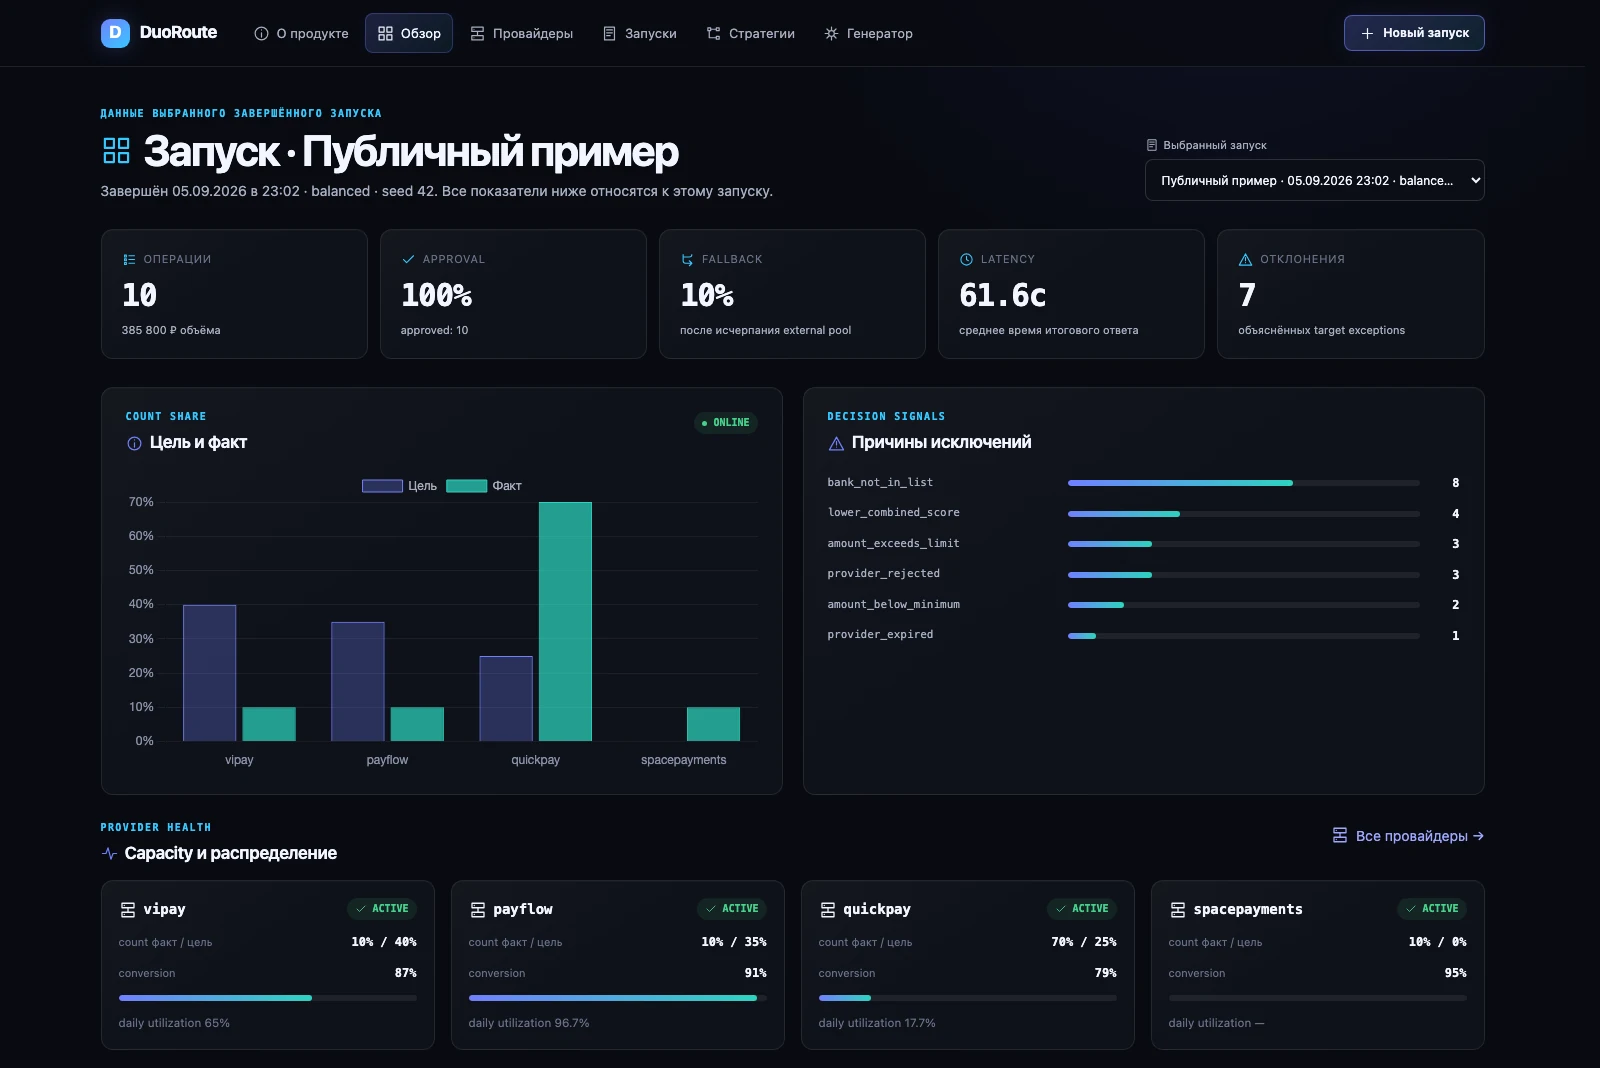 D DuoRoute
О продукте
Обзор
Провайдеры
Запуски
Стратегии
Генератор
Новый запуск
ДАННЫЕ ВЫБРАННОГО ЗАВЕРШЁННОГО ЗАПУСКА
Запуск · Публичный пример
Завершён 05.09.2026 в 23:02 · balanced · seed 42. Все показатели ниже относятся к этому запуску.
Выбранный запуск
Публичный пример · 05.09.2026 23:02 · balance...
ОПЕРАЦИИ
10
385 800 ₽ объёма
APPROVAL
100%
approved: 10
FALLBACK
10%
после исчерпания external pool
LATENCY
61.6с
среднее время итогового ответа
ОТКЛОНЕНИЯ
7
объяснённых target exceptions
COUNT SHARE
Цель и факт
ONLINE
Цель Факт
70%
60%
50%
40%
30%
20%
10%
0%
vipay payflow quickpay spacepayments
DECISION SIGNALS
Причины исключений
bank_not_in_list 8
lower_combined_score 4
amount_exceeds_limit 3
provider_rejected 3
amount_below_minimum 2
provider_expired 1
PROVIDER HEALTH
Capacity и распределение
Все провайдеры →
vipay ACTIVE
count факт / цель 10% / 40%
conversion 87%
daily utilization 65%
payflow ACTIVE
count факт / цель 10% / 35%
conversion 91%
daily utilization 96.7%
quickpay ACTIVE
count факт / цель 70% / 25%
conversion 79%
daily utilization 17.7%
spacepayments ACTIVE
count факт / цель 10% / 0%
conversion 95%
daily utilization —